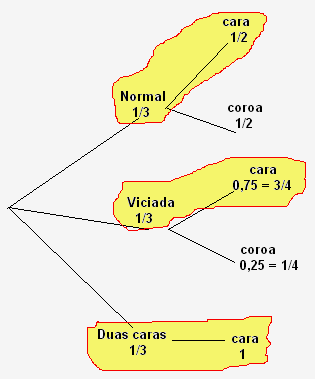 cara
1/2
Normal
1/3
coroa
1/2
cara
0,75 = 3/4
Viciada
1/3
coroa
0,25 = 1/4
Duas caras
1/3
cara
1